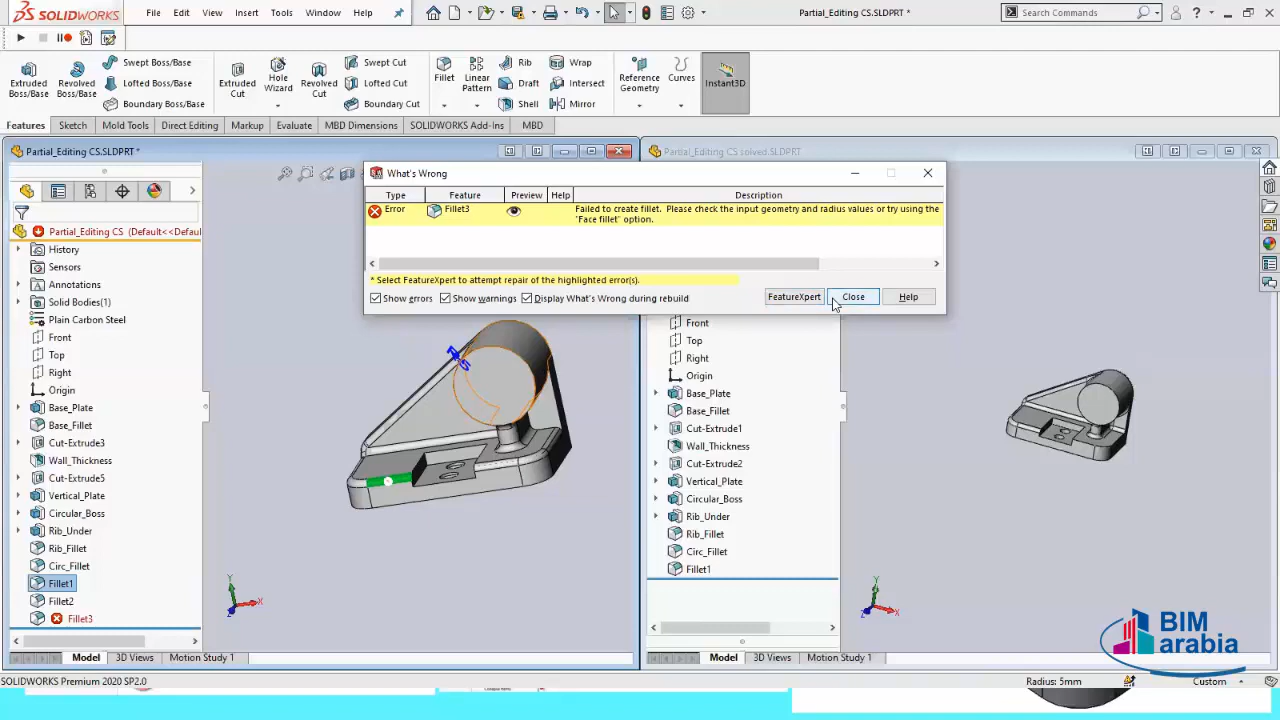 SOLIDWORKS
File Edit View Insert Tools Window Help
Partial_Editing CS.SLDPRT *
Search Commands
Extruded Boss/Base
Revolved Boss/Base
Swept Boss/Base
Lofted Boss/Base
Boundary Boss/Base
Extruded Cut
Hole Wizard
Revolved Cut
Swept Cut
Lofted Cut
Boundary Cut
Fillet
Linear Pattern
Rib
Draft
Shell
Wrap
Intersect
Mirror
Reference Geometry
Curves
Instant3D
Features Sketch Mold Tools Direct Editing Markup Evaluate MBD Dimensions SOLIDWORKS Add-Ins MBD
Partial_Editing CS.SLDPRT *
Partial_Editing CS (Default<<Defaul
History
Sensors
Annotations
Solid Bodies(1)
Plain Carbon Steel
Front
Top
Right
Origin
Base_Plate
Base_Fillet
Cut-Extrude3
Wall_Thickness
Cut-Extrude5
Vertical_Plate
Circular_Boss
Rib_Under
Rib_Fillet
Circ_Fillet
Fillet1
Fillet2
Fillet3
Y
X
Z
Model 3D Views Motion Study 1
Partial_Editing CS solved.SLDPRT
What's Wrong
Type Feature Preview Help Description
Error Fillet3 Failed to create fillet. Please check the input geometry and radius values or try using the
"Face fillet" option.
* Select FeatureXpert to attempt repair of the highlighted error(s).
Show errors Show warnings Display What's Wrong during rebuild
FeatureXpert Close Help
Front
Top
Right
Origin
Base_Plate
Base_Fillet
Cut-Extrude1
Wall_Thickness
Cut-Extrude2
Vertical_Plate
Circular_Boss
Rib_Under
Rib_Fillet
Circ_Fillet
Fillet1
Y
X
Z
Model 3D Views Motion Study 1
BIM
arabia
SOLIDWORKS Premium 2020 SP2.0
Radius: 5mm
Custom